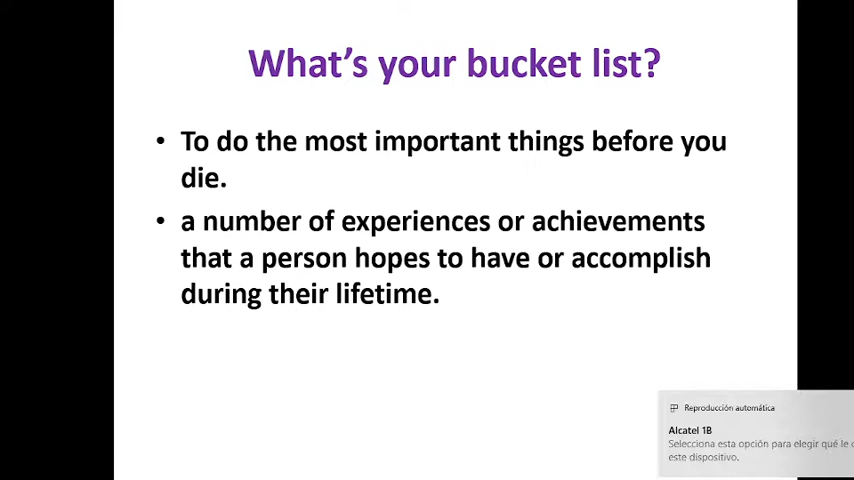 What's your bucket list?
• To do the most important things before you
die.
• a number of experiences or achievements
that a person hopes to have or accomplish
during their lifetime.
Reproducción automática
Alcatel 1B
Selecciona esta opción para elegir qué le
este dispositivo.